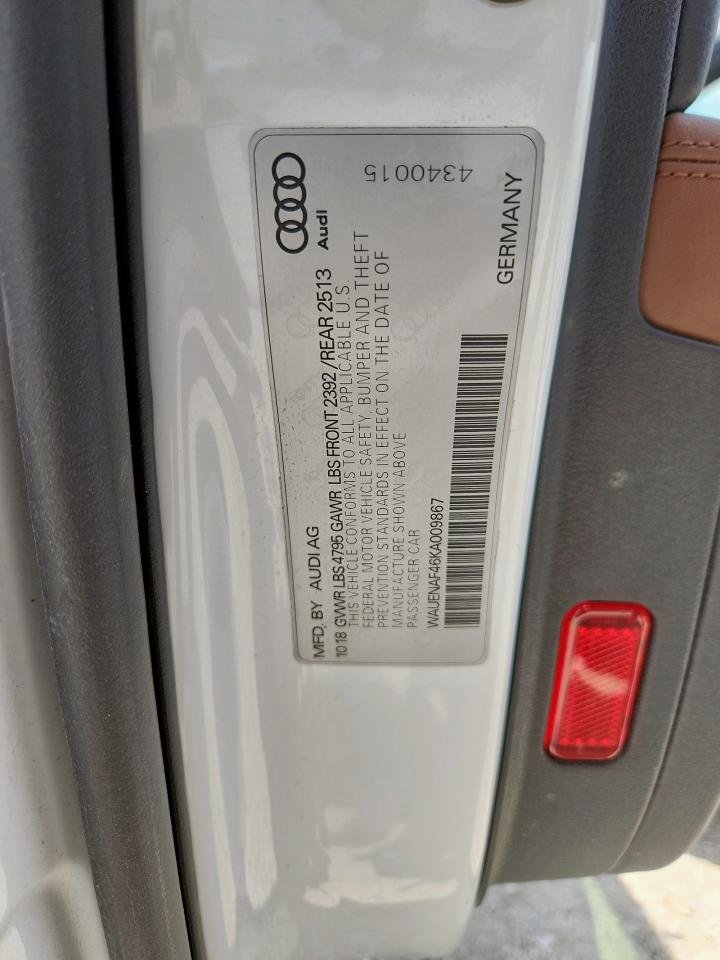 4340015
Audi
MFD. BY AUDI AG
10 18 GVWR LBS 4795 GAWR LBS FRONT 2392 /REAR 2513
THIS VEHICLE CONFORMS TO ALL APPLICABLE U.S.
FEDERAL MOTOR VEHICLE SAFETY, BUMPER AND THEFT
PREVENTION STANDARDS IN EFFECT ON THE DATE OF
MANUFACTURE SHOWN ABOVE
PASSENGER CAR
WAUENAF46KA009867
GERMANY